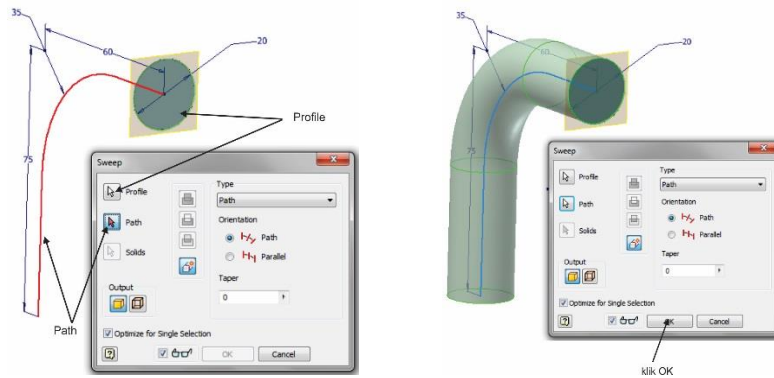 35
60
20
75
Profile
Sweep
Profile
Path
Solids
Output
Type
Path
Orientation
Path
Parallel
Taper
0
Optimize for Single Selection
OK
Cancel
Path
35
60
20
75
Sweep
Profile
Path
Solids
Output
Type
Path
Orientation
Path
Parallel
Taper
0
Optimize for Single Selection
OK
Cancel
klik OK